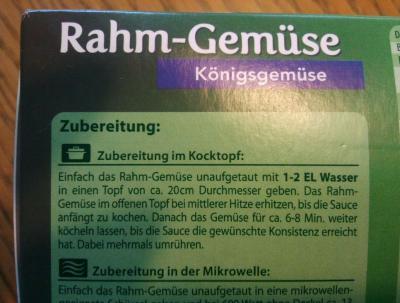 Rahm-Gemüse
Königsgemüse
Zubereitung:
Zubereitung im Kocktopf:
Einfach das Rahm-Gemüse unaufgetaut mit 1-2 EL Wasser
in einen Topf von ca. 20cm Durchmesser geben. Das Rahm-
Gemüse im offenen Topf bei mittlerer Hitze erhitzen, bis die Sauce
anfängt zu kochen. Danach das Gemüse für ca. 6-8 Min. weiter
köcheln lassen, bis die Sauce die gewünschte Konsistenz erreicht
hat. Dabei mehrmals umrühren.
Zubereitung in der Mikrowelle:
Einfach das Rahm-Gemüse unaufgetaut in eine mikrowellen-